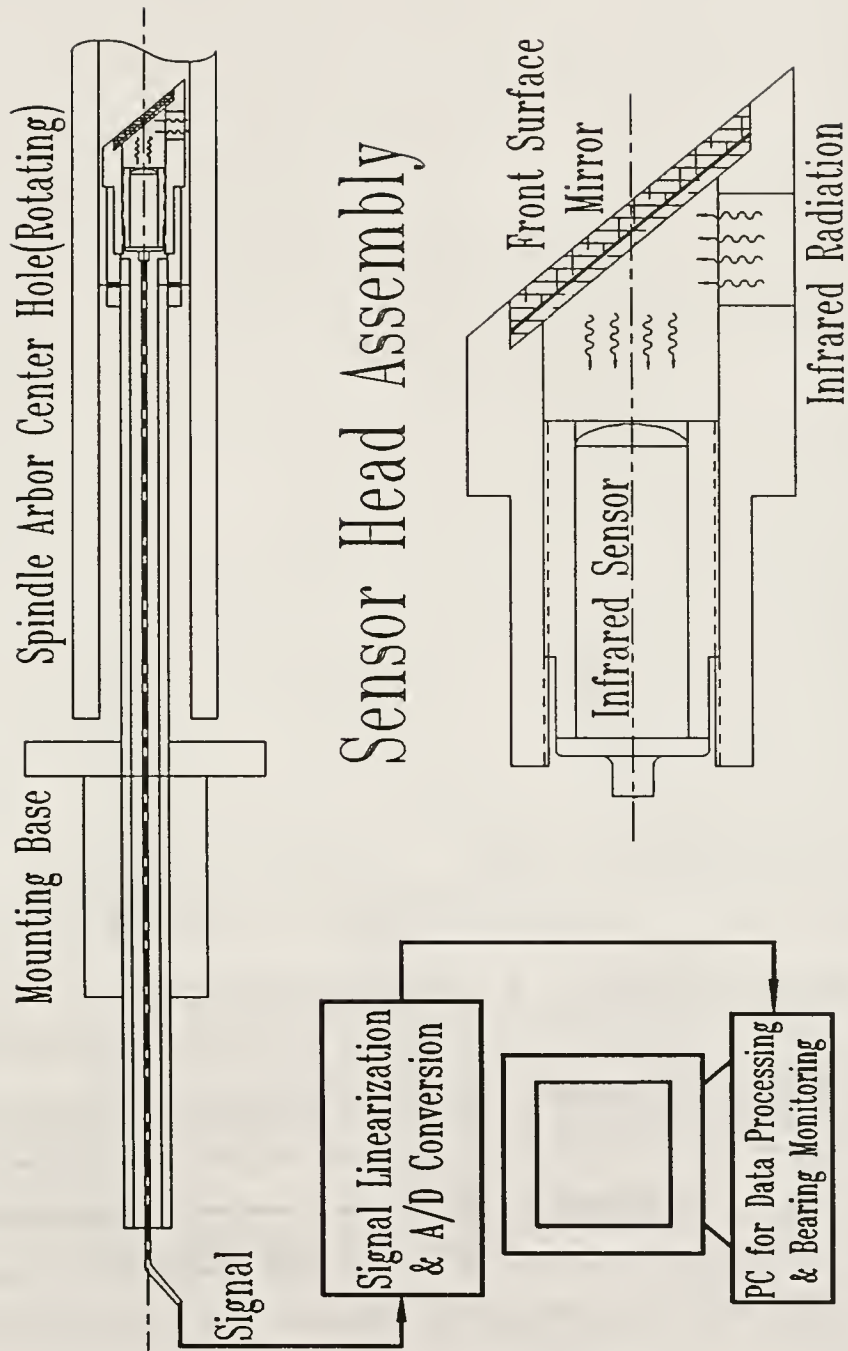 Spindle Arbor Center Hole(Rotating)
Mounting Base
Sensor Head Assembly
Front Surface
Mirror
Infrared Sensor
Infrared Radiation
Signal
Signal Linearization
& A/D Conversion
PC for Data Processing
& Bearing Monitoring